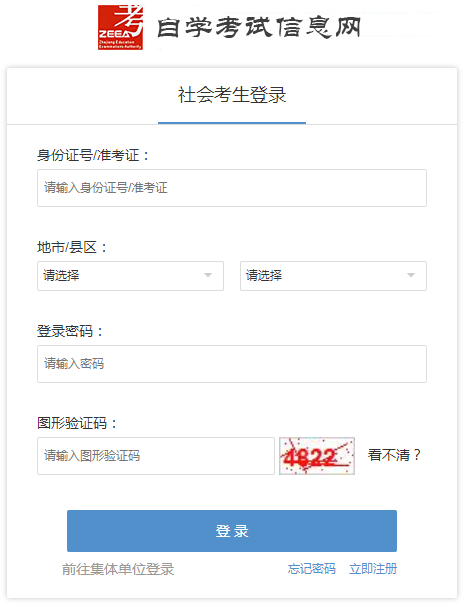 考
ZEEA
Zhejiang Education
Examinations Authority
自学考试信息网
社会考生登录
身份证号/准考证：
请输入身份证号/准考证
地市/县区：
请选择 请选择
登录密码：
请输入密码
图形验证码：
请输入图形验证码 4822 看不清？
登 录
前往集体单位登录 忘记密码 立即注册